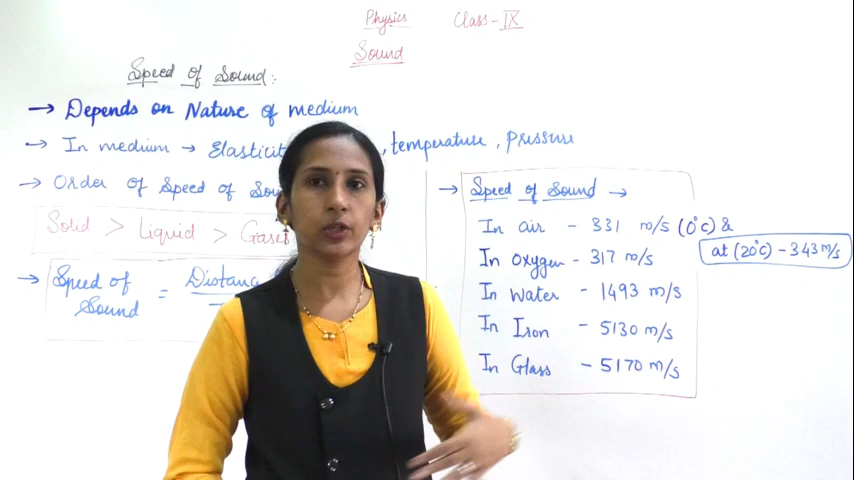 Physics Class-IX
Sound
Speed of Sound:
→ Depends on Nature of medium
→ In medium → Elasticit , temperature, pressure
→ Order of Speed of Sou
Solid > Liquid > Gases
→ Speed of Sound = Distance
→ Speed of Sound →
In air - 331 m/s (0°C) &
at (20°C) - 343 m/s
In Oxygen - 317 m/s
In Water - 1493 m/s
In Iron - 5130 m/s
In Glass - 5170 m/s